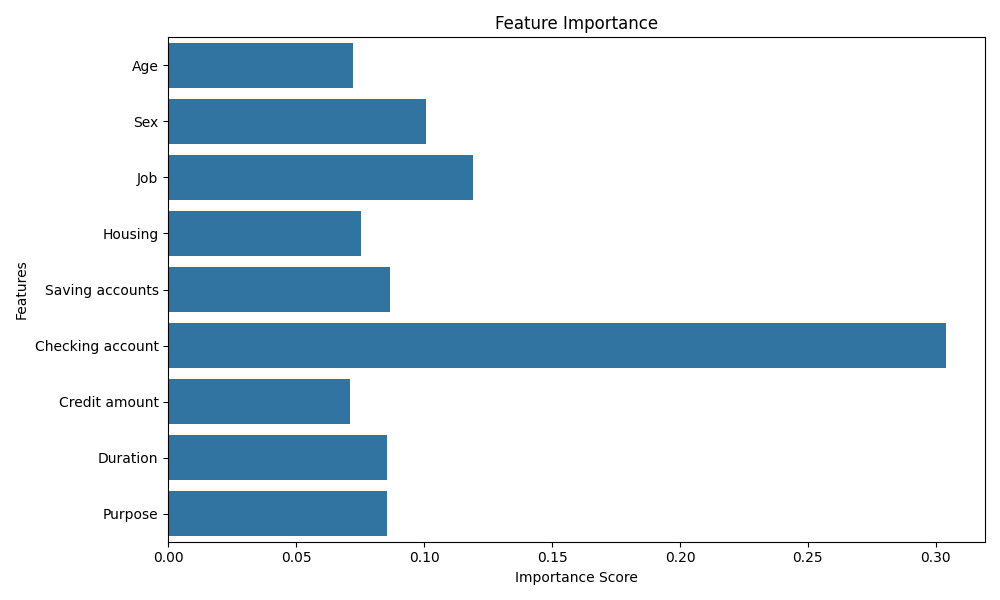 Feature Importance
Age
Sex
Job
Housing
Saving accounts
Checking account
Credit amount
Duration
Purpose
Features
0.00
0.05
0.10
0.15
0.20
0.25
0.30
Importance Score